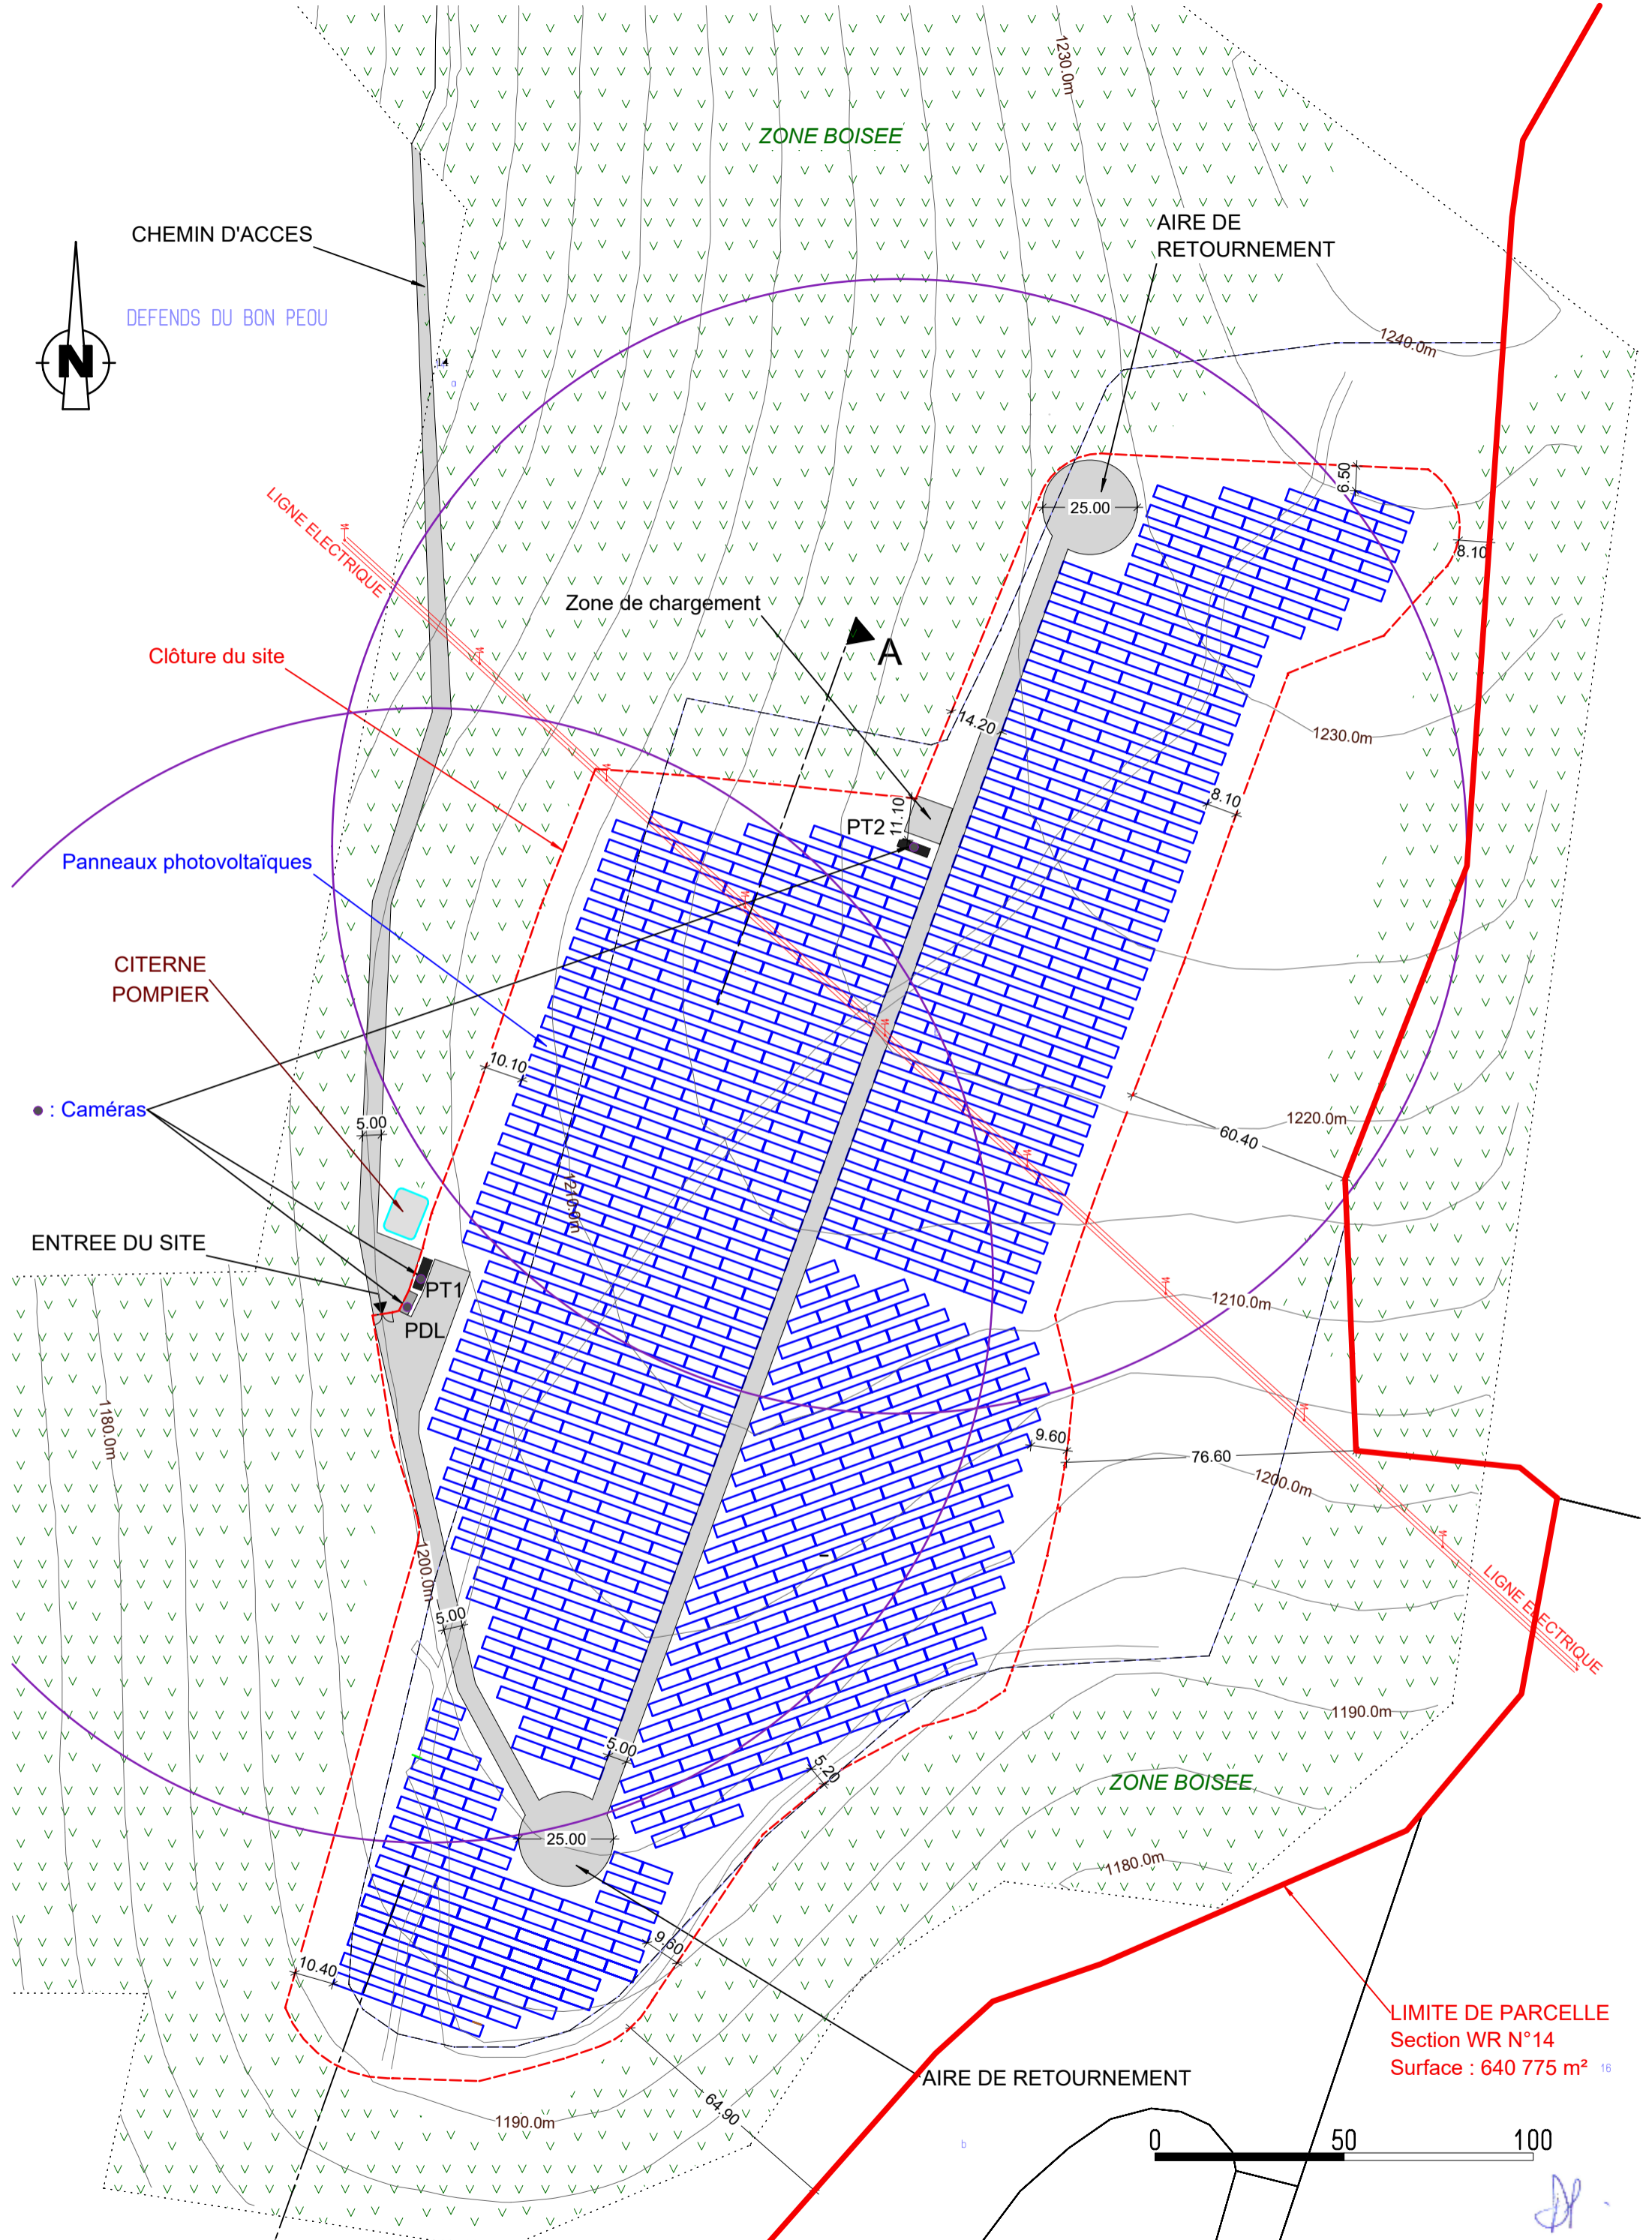 1230.0m
ZONE BOISEE
CHEMIN D'ACCES
AIRE DE
RETOURNEMENT
DEFENDS DU BON PEOU
N
1240.0m
14
a
6.50
LIGNE ELECTRIQUE
25.00
8.10
Zone de chargement
A
Clôture du site
14.20
1230.0m
8.10
11.10
PT2
Panneaux photovoltaïques
CITERNE
POMPIER
10.10
● : Caméras
5.00
1220.0m
60.40
1210.0m
ENTREE DU SITE
PT1
1210.0m
PDL
1180.0m
9.60
76.60
1200.0m
1200.0m
LIGNE ELECTRIQUE
5.00
1190.0m
5.00
5.20
ZONE BOISEE
25.00
1180.0m
9.60
10.40
LIMITE DE PARCELLE
Section WR N°14
Surface : 640 775 m²
16
AIRE DE RETOURNEMENT
64.90
1190.0m
b
0 50 100